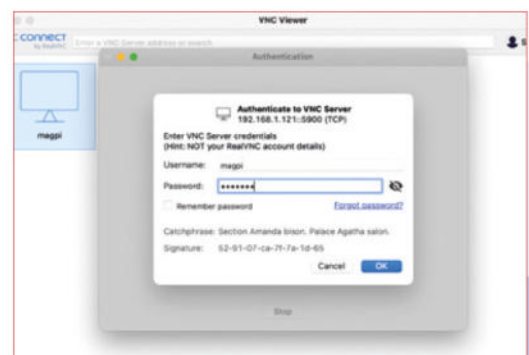 VNC Viewer
CONNECT
by RealVNC
Enter a VNC Server address or search
S
Authentication
magpi
Authenticate to VNC Server
192.168.1.121::5900 (TCP)
Enter VNC Server credentials
(Hint: NOT your RealVNC account details)
Username: magpi
Password: •••••••
Remember password
Forgot password?
Catchphrase: Section Amanda bison. Palace Agatha salon.
Signature: 52-91-07-ca-7f-7a-1d-65
Cancel
OK
Stop